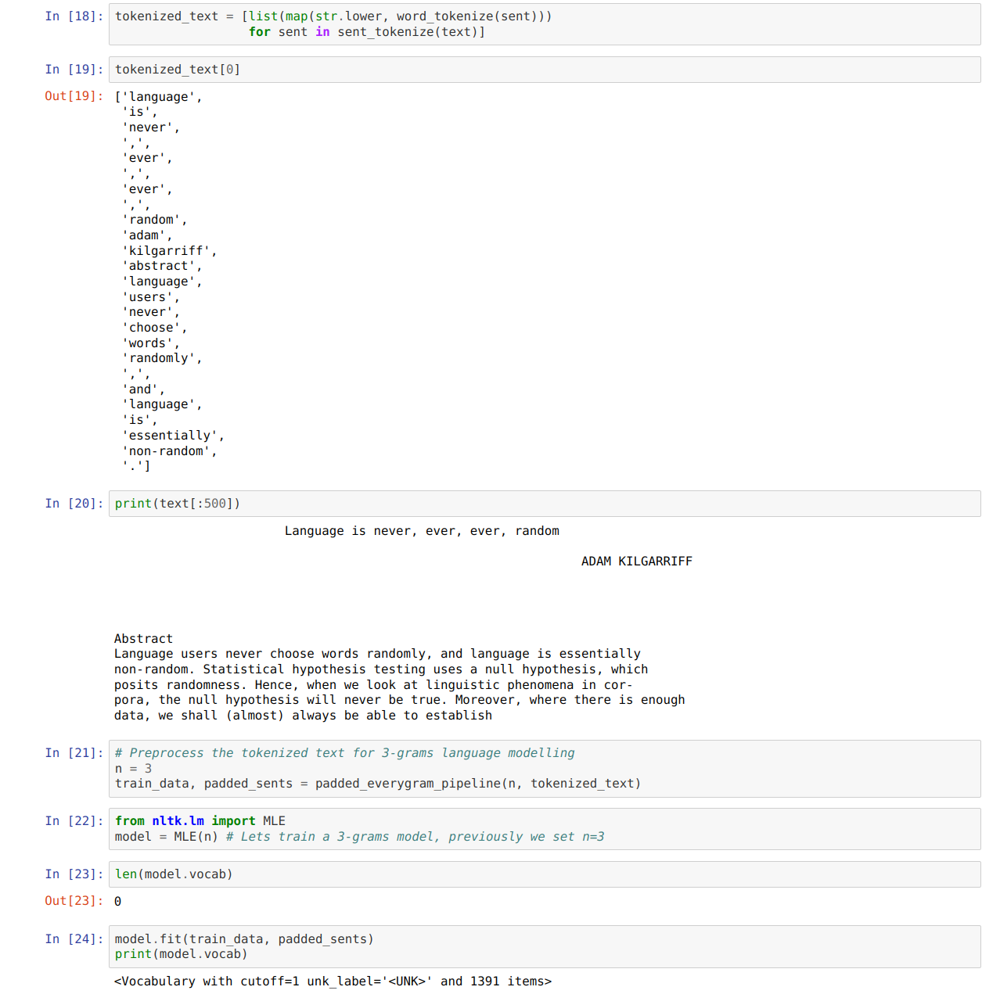 In [18]: tokenized_text = [list(map(str.lower, word_tokenize(sent)))
for sent in sent_tokenize(text)]
In [19]: tokenized_text[0]
Out[19]: ['language',
'is',
'never',
',',
'ever',
',',
'ever',
',',
'random',
'adam',
'kilgarriff',
'abstract',
'language',
'users',
'never',
'choose',
'words',
'randomly',
',',
'and',
'language',
'is',
'essentially',
'non-random',
'.']
In [20]: print(text[:500])
Language is never, ever, ever, random
ADAM KILGARRIFF
Abstract
Language users never choose words randomly, and language is essentially
non-random. Statistical hypothesis testing uses a null hypothesis, which
posits randomness. Hence, when we look at linguistic phenomena in cor-
pora, the null hypothesis will never be true. Moreover, where there is enough
data, we shall (almost) always be able to establish
In [21]: # Preprocess the tokenized text for 3-grams language modelling
n = 3
train_data, padded_sents = padded_everygram_pipeline(n, tokenized_text)
In [22]: from nltk.lm import MLE
model = MLE(n) # Lets train a 3-grams model, previously we set n=3
In [23]: len(model.vocab)
Out[23]: 0
In [24]: model.fit(train_data, padded_sents)
print(model.vocab)
<Vocabulary with cutoff=1 unk_label='<UNK>' and 1391 items>